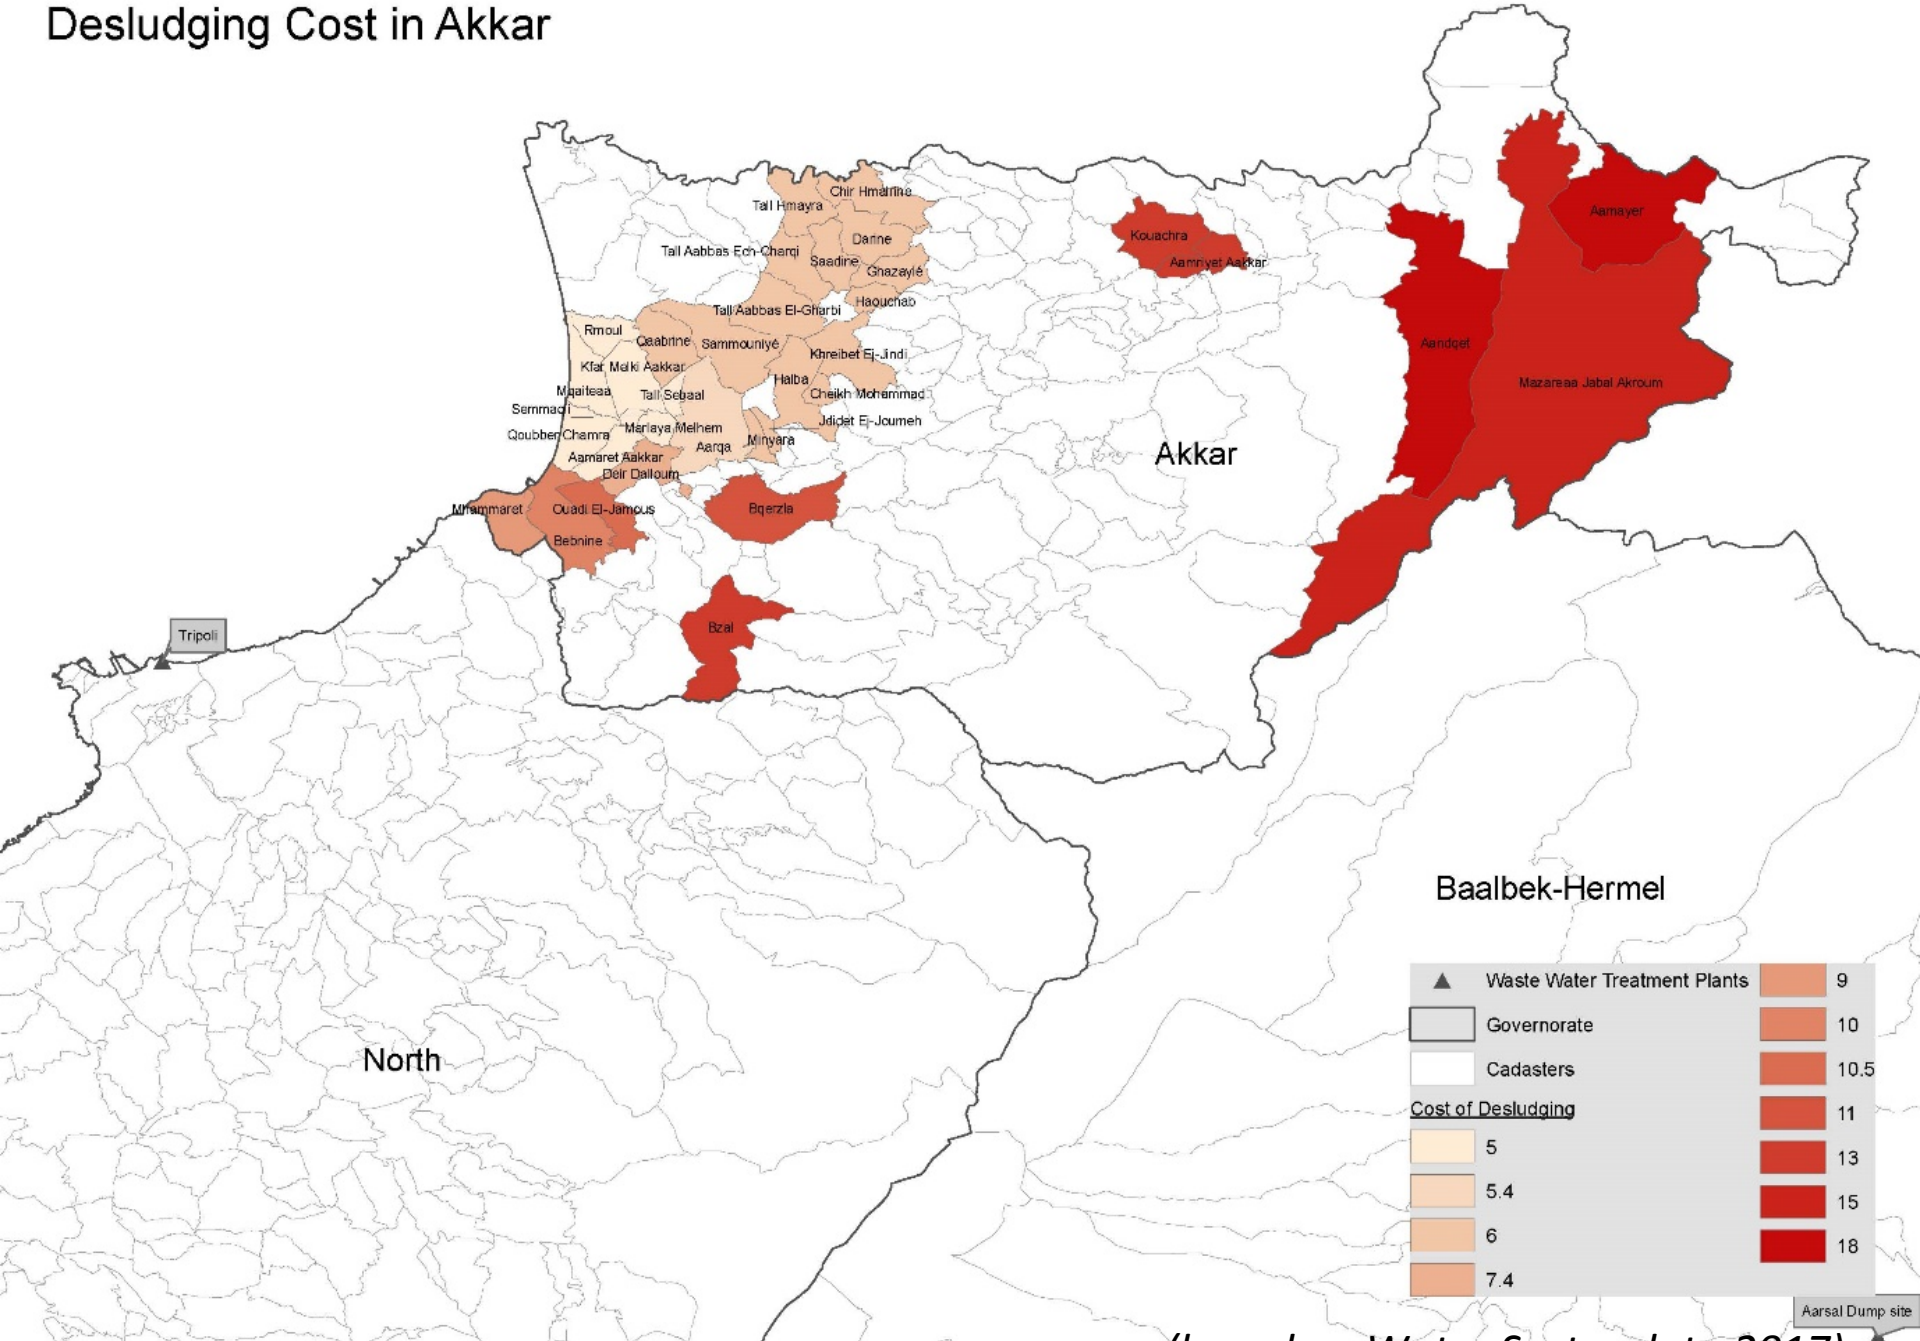 Desludging Cost in Akkar
Chir Hmairine
Tall Hmayra
Darine
Tall Aabbas Ech-Charqi
Saadine
Ghazaylé
Haouchab
Tall Aabbas El-Gharbi
Kouachra
Aamriyet Aakkar
Aamayer
Rmoul
Qaabrine
Sammouniyé
Khreibet Ej-Jindi
Kfar Melki Aakkar
Halba
Mqaiteaa
Tall Sebaal
Cheikh Mohammad
Semmaqli
Jdidet Ej-Joumeh
Qoubber Chamra
Marlaya Melhem
Minyara
Aarqa
Aamaret Aakkar
Deir Dalloum
Aandqet
Mazareaa Jabal Akroum
Akkar
Mhammaret
Ouadi El-Jamous
Bqerzla
Bebnine
Bzal
Tripoli
Baalbek-Hermel
North
Waste Water Treatment Plants
Governorate
Cadasters
Cost of Desludging
5
5.4
6
7.4
9
10
10.5
11
13
15
18
Aarsal Dump site